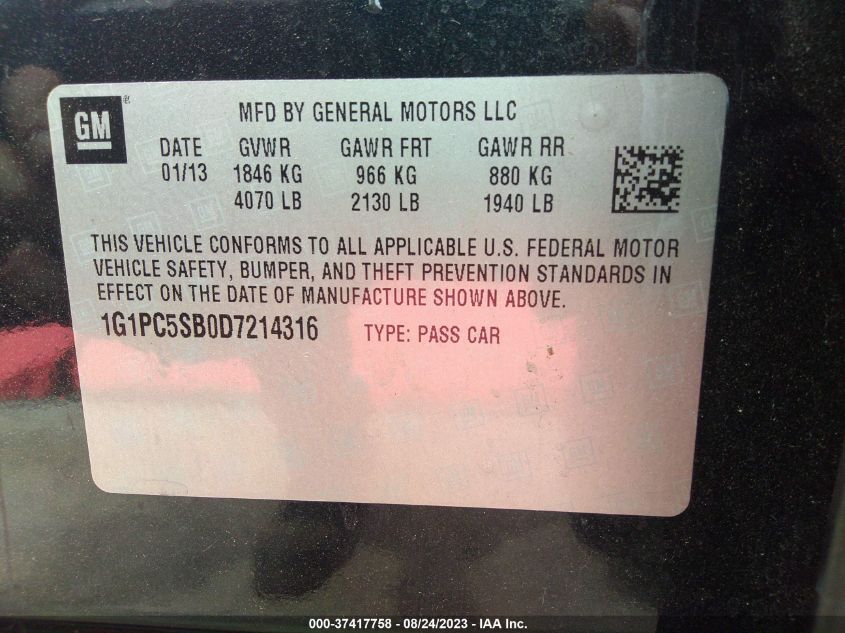 GM
MFD BY GENERAL MOTORS LLC
DATE GVWR GAWR FRT GAWR RR
01/13 1846 KG 966 KG 880 KG
4070 LB 2130 LB 1940 LB
THIS VEHICLE CONFORMS TO ALL APPLICABLE U.S. FEDERAL MOTOR
VEHICLE SAFETY, BUMPER, AND THEFT PREVENTION STANDARDS IN
EFFECT ON THE DATE OF MANUFACTURE SHOWN ABOVE.
1G1PC5SB0D7214316 TYPE: PASS CAR
000-37417758 - 08/24/2023 - IAA Inc.